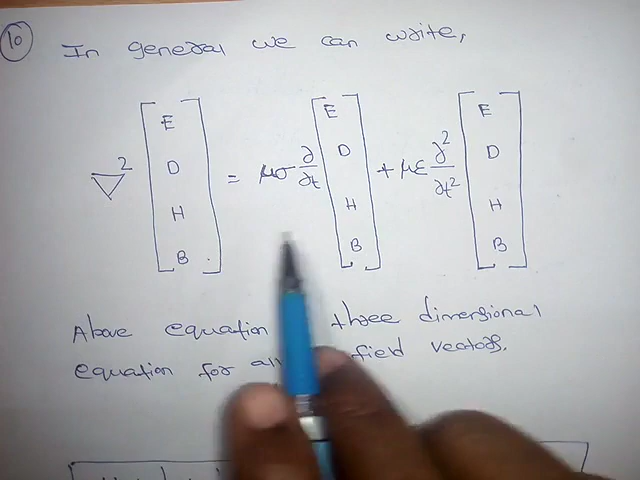 10
In general we can write,
∇² [E D H B] = μσ ∂/∂t [E D H B] + με ∂²/∂t² [E D H B]
Above equation three dimensional
equation for field vectors.